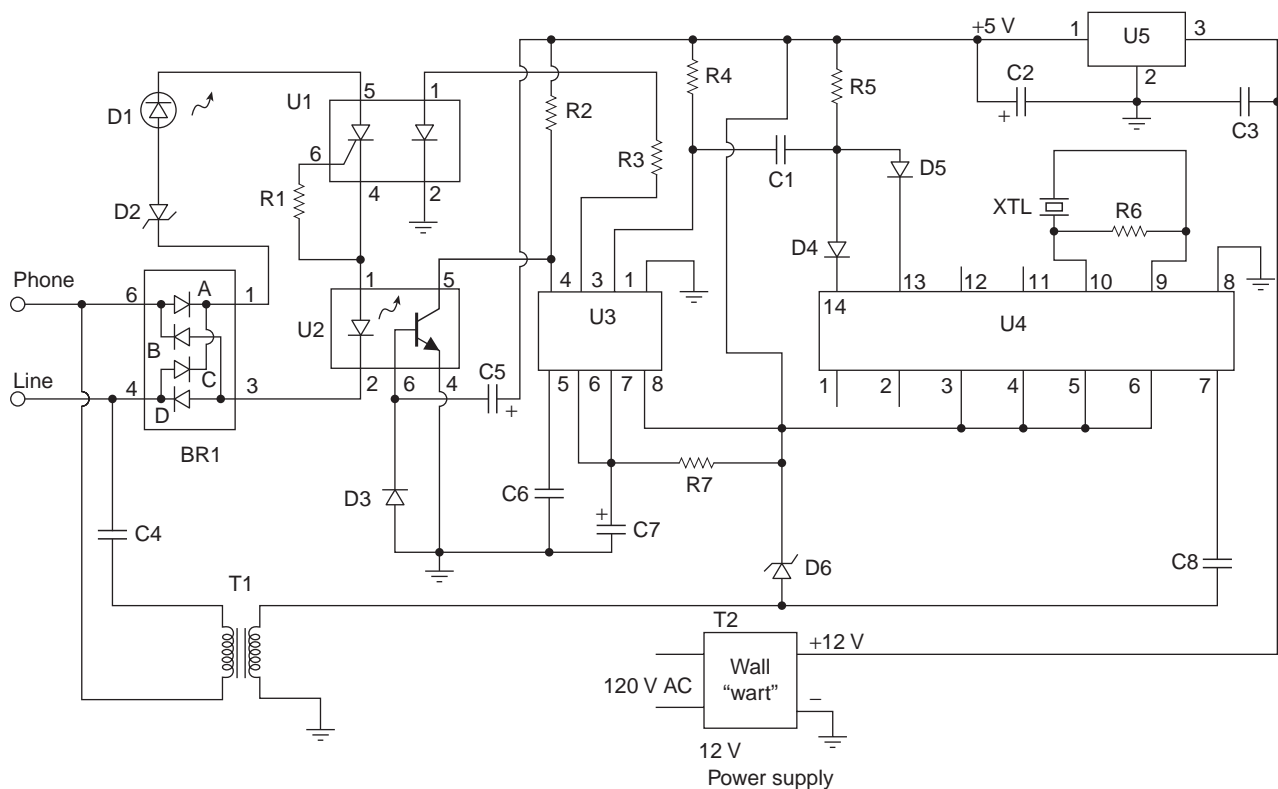 +5 V
1
U5
3
2
C2
+
C3
D1
U1
5
1
6
4
2
R1
D2
R2
R3
R4
R5
C1
D5
D4
XTL
R6
Phone
6
A
1
B
C
Line
4
D
3
BR1
1
5
U2
2
6
4
C5
+
4
3
1
U3
5
6
7
8
14
13
12
11
10
9
8
U4
1
2
3
4
5
6
7
D3
C6
+
C7
R7
C4
D6
C8
T1
T2
+12 V
Wall
“wart”
120 V AC
–
12 V
Power supply